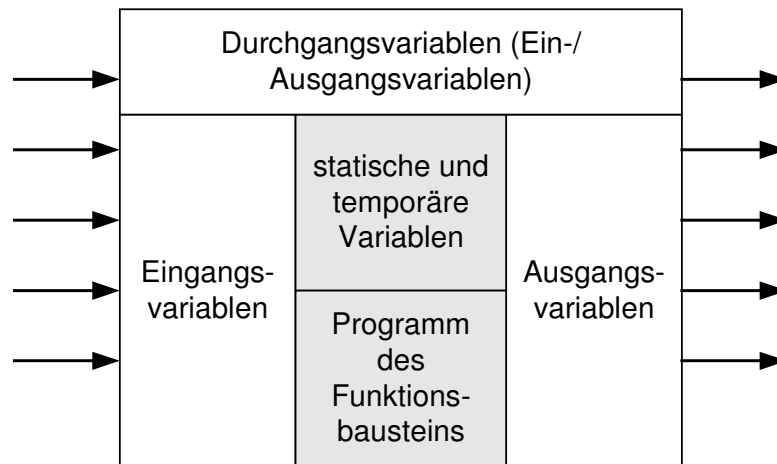 Durchgangsvariablen (Ein-/
Ausgangsvariablen)
Eingangs-
variablen
statische und
temporäre
Variablen
Programm
des
Funktions-
bausteins
Ausgangs-
variablen